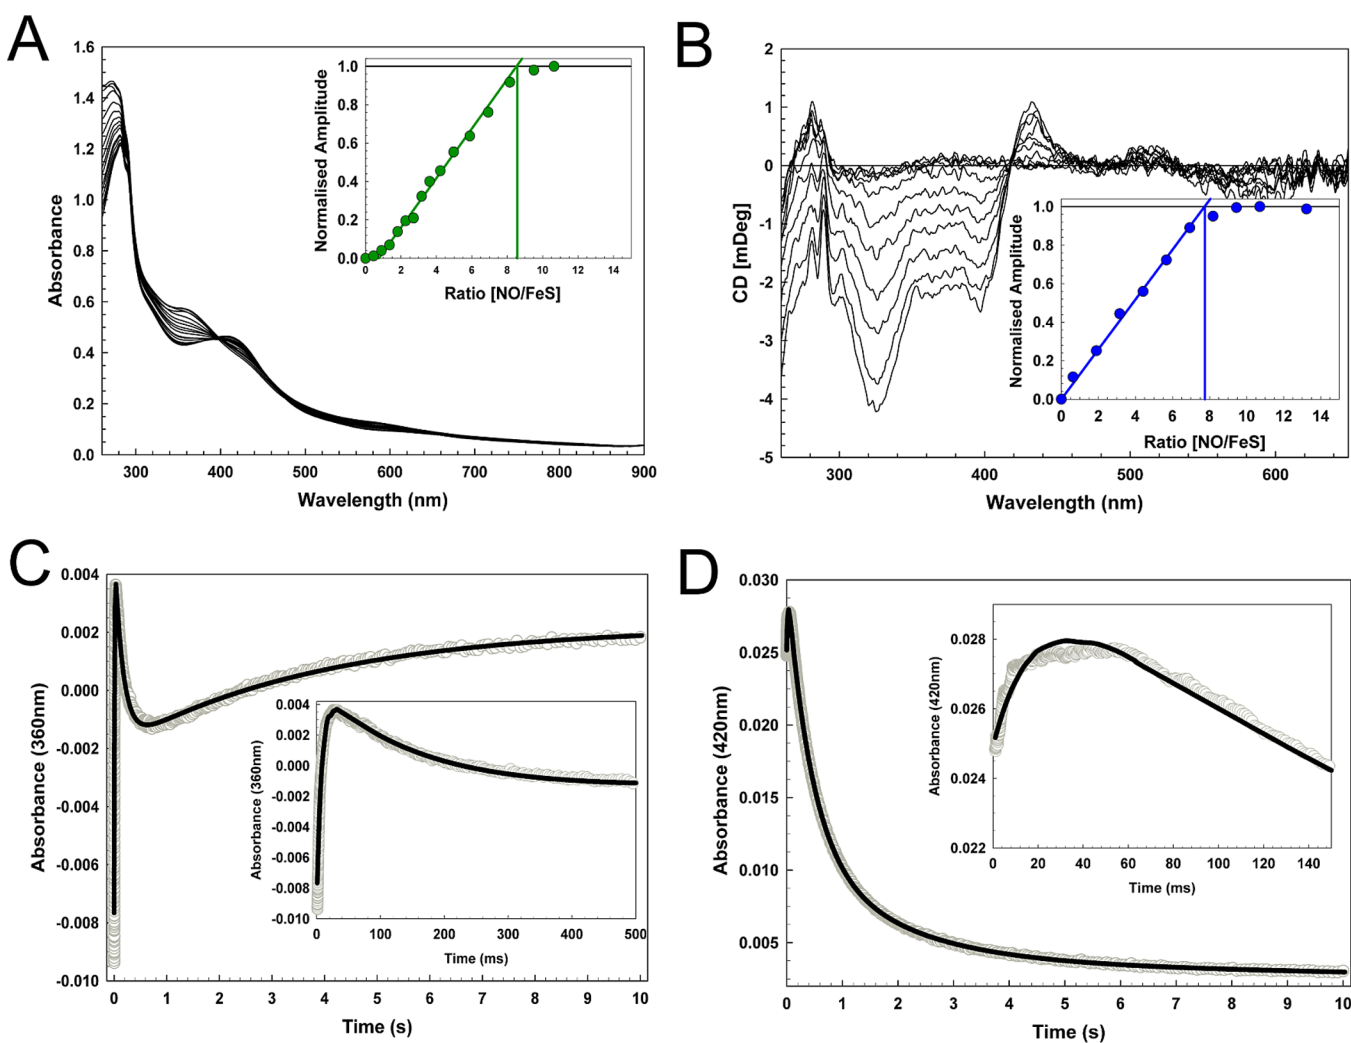 A
1.6
1.4
1.2
1.0
0.8
0.6
0.4
0.2
0.0
Absorbance
300 400 500 600 700 800 900
Wavelength (nm)
1.0
0.8
0.6
0.4
0.2
0.0
Normalised Amplitude
0 2 4 6 8 10 12 14
Ratio [NO/FeS]
B
2
1
0
-1
-2
-3
-4
-5
CD [mDeg]
300 400 500 600
Wavelength (nm)
1.0
0.8
0.6
0.4
0.2
0.0
Normalised Amplitude
0 2 4 6 8 10 12 14
Ratio [NO/FeS]
C
0.004
0.002
0.000
-0.002
-0.004
-0.006
-0.008
-0.010
Absorbance (360nm)
0 1 2 3 4 5 6 7 8 9 10
Time (s)
0.004
0.002
0.000
-0.002
-0.004
-0.006
-0.008
-0.010
Absorbance (360nm)
0 100 200 300 400 500
Time (ms)
D
0.030
0.025
0.020
0.015
0.010
0.005
Absorbance (420nm)
0 1 2 3 4 5 6 7 8 9 10
Time (s)
0.028
0.026
0.024
0.022
Absorbance (420nm)
0 20 40 60 80 100 120 140
Time (ms)